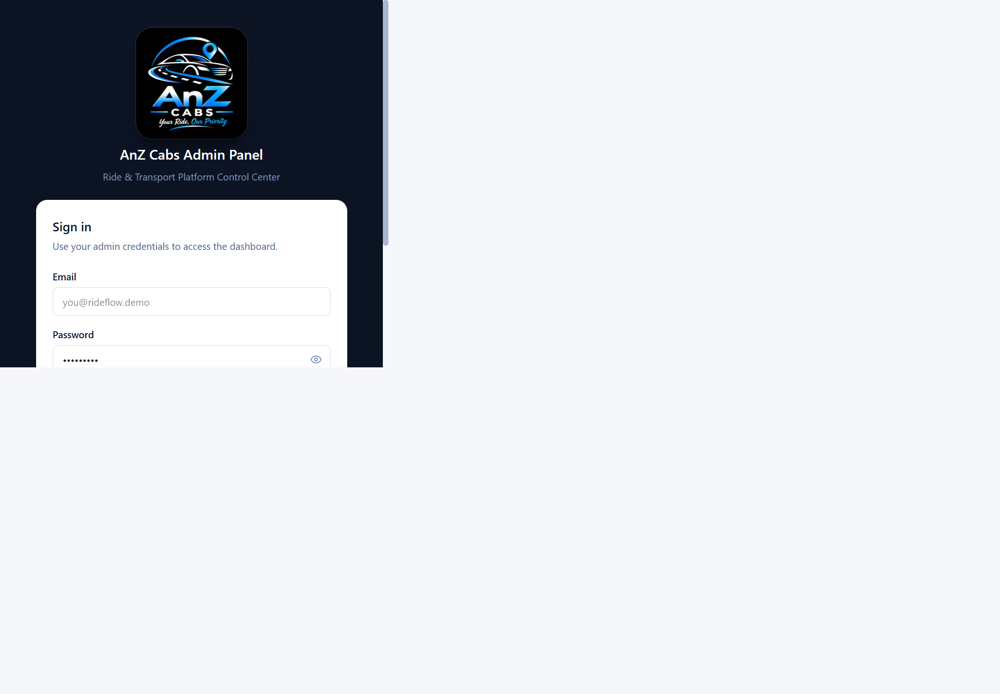 AnZ
CABS
Your Ride, Our Priority
AnZ Cabs Admin Panel
Ride & Transport Platform Control Center
Sign in
Use your admin credentials to access the dashboard.
Email
you@rideflow.demo
Password
•••••••••